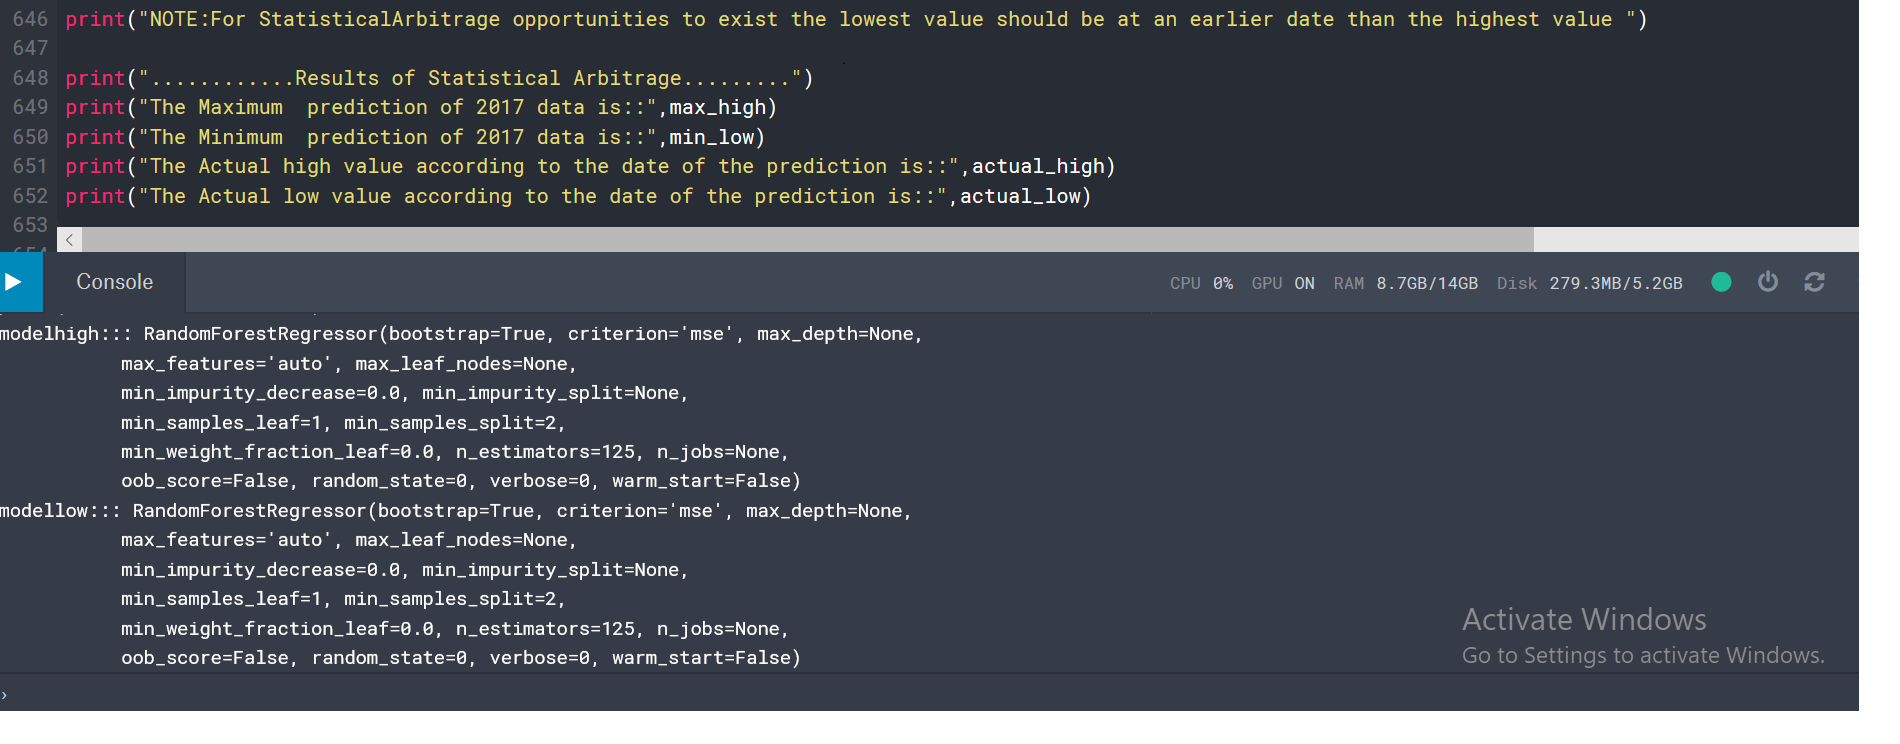 646 print("NOTE:For StatisticalArbitrage opportunities to exist the lowest value should be at an earlier date than the highest value ")
647
648 print("............Results of Statistical Arbitrage.........")
649 print("The Maximum  prediction of 2017 data is::",max_high)
650 print("The Minimum  prediction of 2017 data is::",min_low)
651 print("The Actual high value according to the date of the prediction is::",actual_high)
652 print("The Actual low value according to the date of the prediction is::",actual_low)
653
Console CPU 0% GPU ON RAM 8.7GB/14GB Disk 279.3MB/5.2GB
modelhigh::: RandomForestRegressor(bootstrap=True, criterion='mse', max_depth=None,
max_features='auto', max_leaf_nodes=None,
min_impurity_decrease=0.0, min_impurity_split=None,
min_samples_leaf=1, min_samples_split=2,
min_weight_fraction_leaf=0.0, n_estimators=125, n_jobs=None,
oob_score=False, random_state=0, verbose=0, warm_start=False)
modellow::: RandomForestRegressor(bootstrap=True, criterion='mse', max_depth=None,
max_features='auto', max_leaf_nodes=None,
min_impurity_decrease=0.0, min_impurity_split=None,
min_samples_leaf=1, min_samples_split=2,
min_weight_fraction_leaf=0.0, n_estimators=125, n_jobs=None,
oob_score=False, random_state=0, verbose=0, warm_start=False)
Activate Windows
Go to Settings to activate Windows.